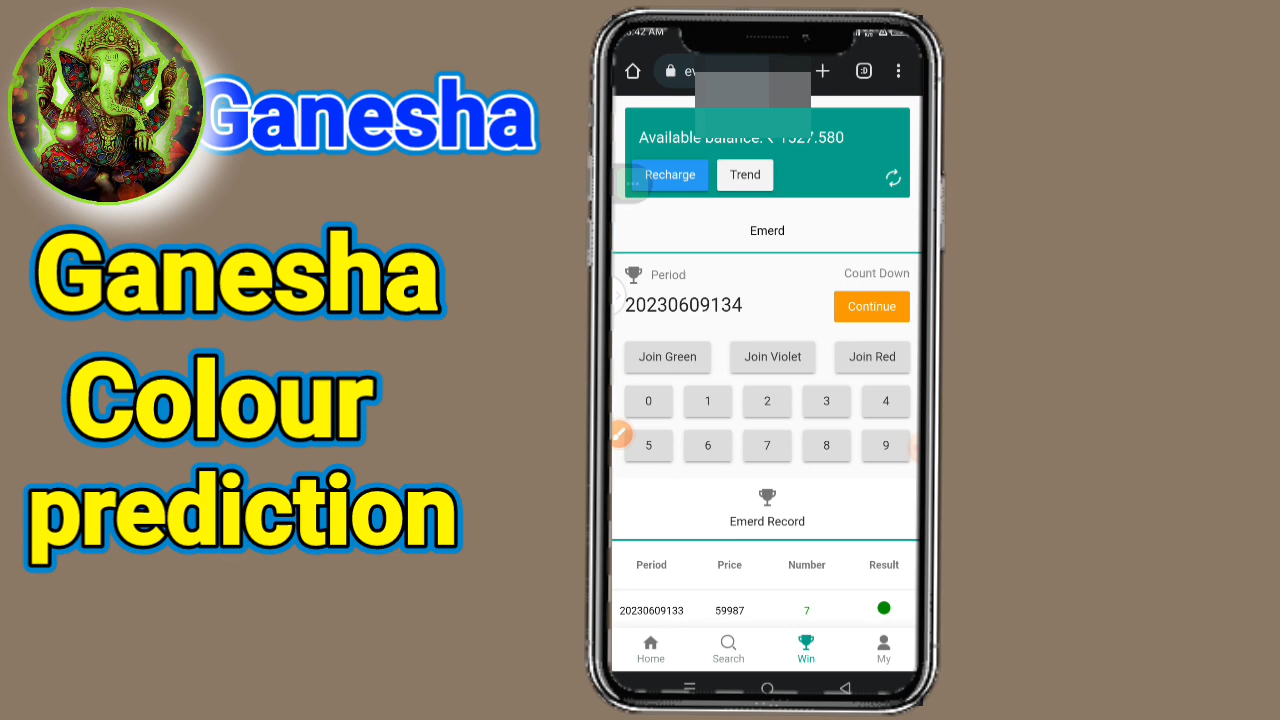 Ganesha
Ganesha
Colour
prediction
:42 AM
Available balance: ₹ 1527.580
Recharge
Trend
Emerd
Period
Count Down
20230609134
Continue
Join Green
Join Violet
Join Red
0 1 2 3 4
5 6 7 8 9
Emerd Record
Period Price Number Result
20230609133 59987 7
Home Search Win My